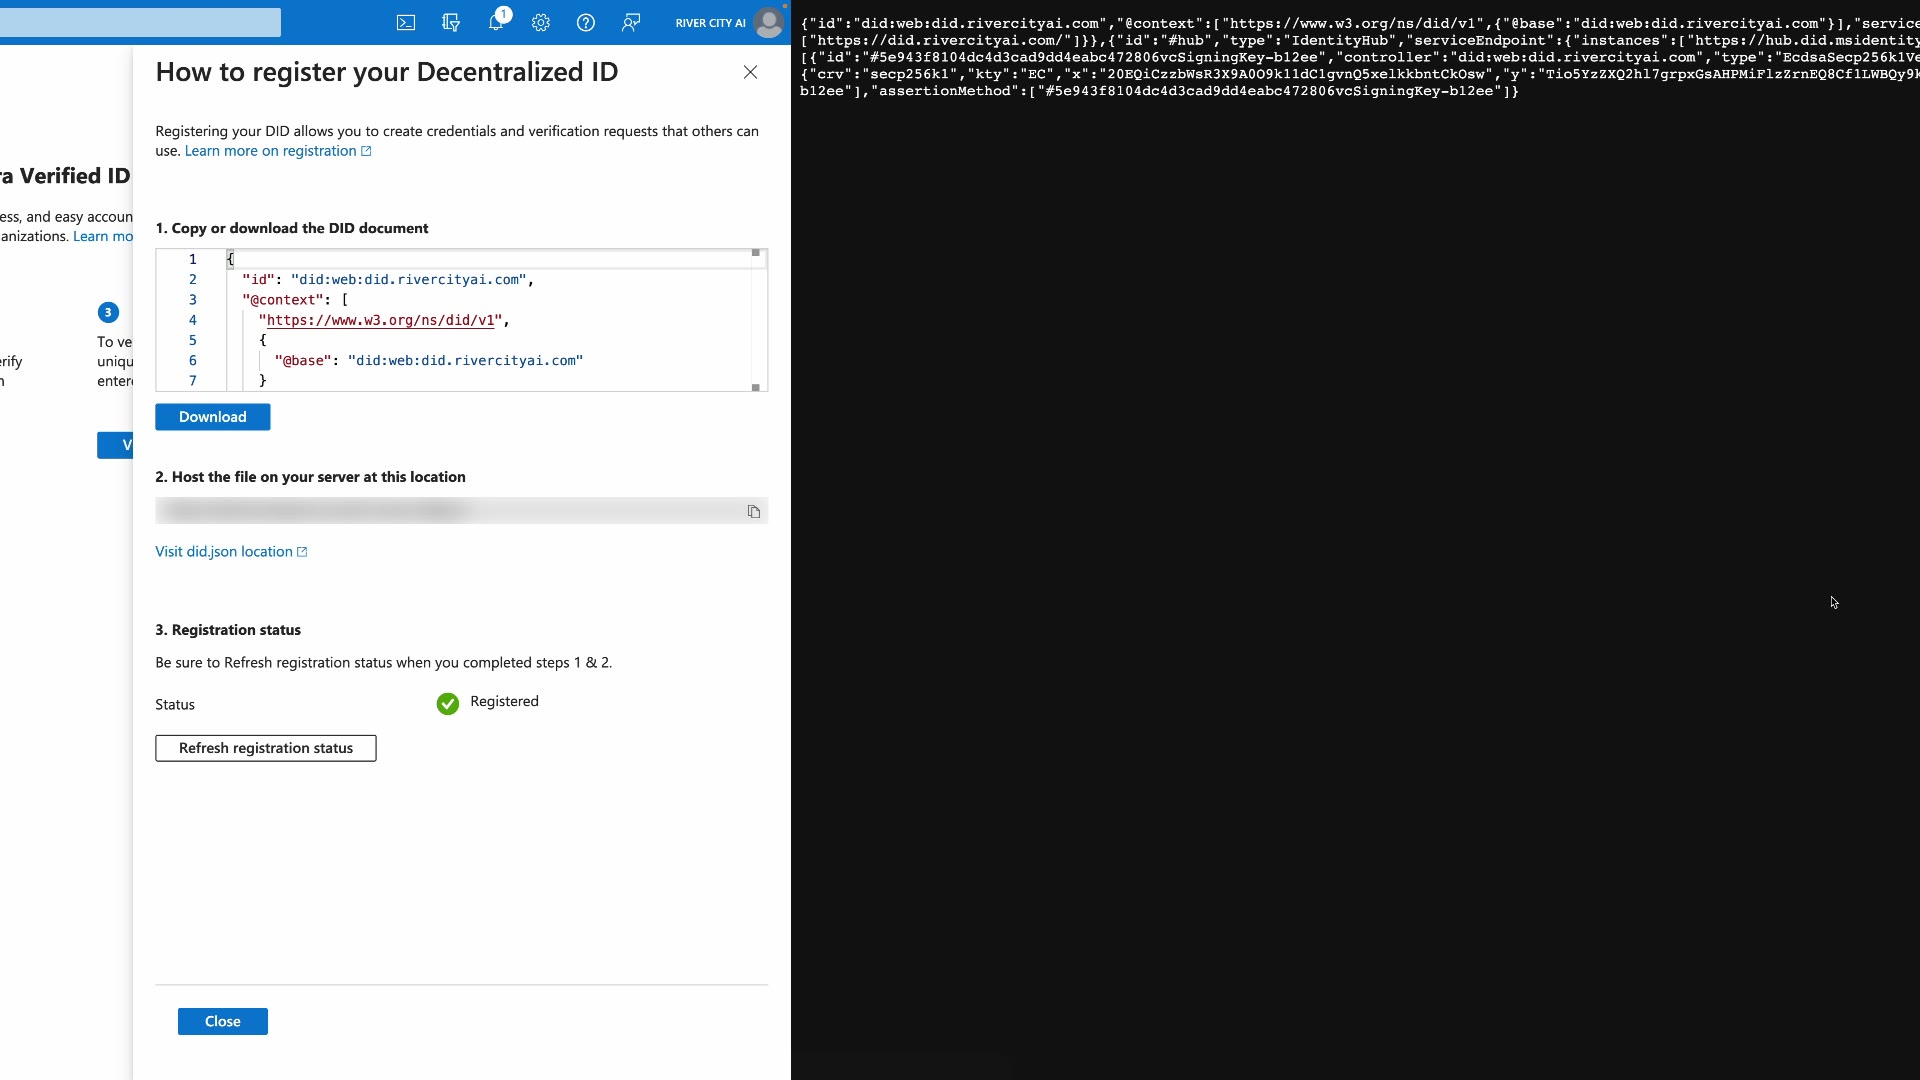 1
RIVER CITY AI
How to register your Decentralized ID
Registering your DID allows you to create credentials and verification requests that others can
use. Learn more on registration
a Verified ID
ess, and easy accoun
anizations. Learn mo
1. Copy or download the DID document
1 {
2 "id": "did:web:did.rivercityai.com",
3 "@context": [
4 "https://www.w3.org/ns/did/v1",
5 {
6 "@base": "did:web:did.rivercityai.com"
7 }
3
To ve
erify uniqu
n enter
Download
V
2. Host the file on your server at this location
Visit did.json location
3. Registration status
Be sure to Refresh registration status when you completed steps 1 & 2.
Status Registered
Refresh registration status
Close
{"id":"did:web:did.rivercityai.com","@context":["https://www.w3.org/ns/did/v1",{"@base":"did:web:did.rivercityai.com"}],"service
["https://did.rivercityai.com/"]}},{"id":"#hub","type":"IdentityHub","serviceEndpoint":{"instances":["https://hub.did.msidentity
[{"id":"#5e943f8104dc4d3cad9dd4eabc472806vcSigningKey-b12ee","controller":"did:web:did.rivercityai.com","type":"EcdsaSecp256k1Ve
{"crv":"secp256k1","kty":"EC","x":"20EQiCzzbWsR3X9A0O9k11dC1gvnQ5xelkkbntCkOsw","y":"Tio5YzZXQ2hl7grpxGsAHPMiFlzZrnEQ8Cf1LWBQy9k
b12ee"],"assertionMethod":["#5e943f8104dc4d3cad9dd4eabc472806vcSigningKey-b12ee"]}